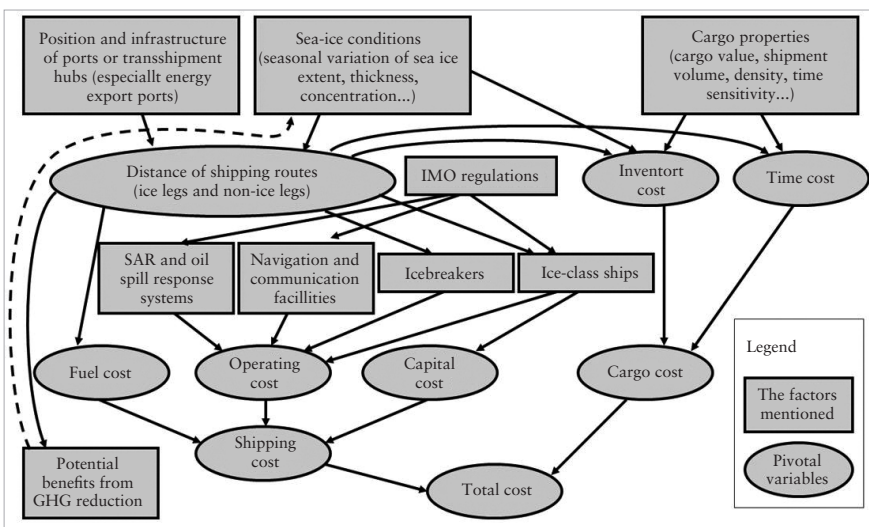 Position and infrastructure
of ports or transshipment
hubs (especiallt energy
export ports)
Sea-ice conditions
(seasonal variation of sea ice
extent, thickness,
concentration...)
Cargo properties
(cargo value, shipment
volume, density, time
sensitivity...)
Distance of shipping routes
(ice legs and non-ice legs)
IMO regulations
Inventort
cost
Time cost
SAR and oil
spill response
systems
Navigation and
communication
facillities
Icebreakers
Ice-class ships
Fuel cost
Operating
cost
Capital
cost
Cargo cost
Shipping
cost
Potential
benefits from
GHG reduction
Total cost
Legend
The factors
mentioned
Pivotal
variables